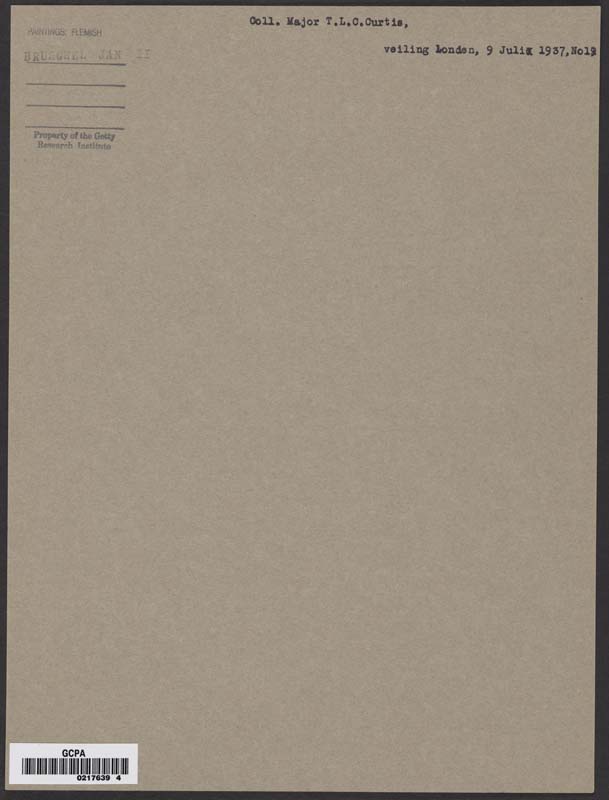 PAINTINGS: FLEMISH
BRUEGHEL JAN II
Property of the Getty
Research Institute
Coll. Major T.L.C.Curtis,
veiling Londen, 9 Juli 1937, No12
GCPA
0217639 4